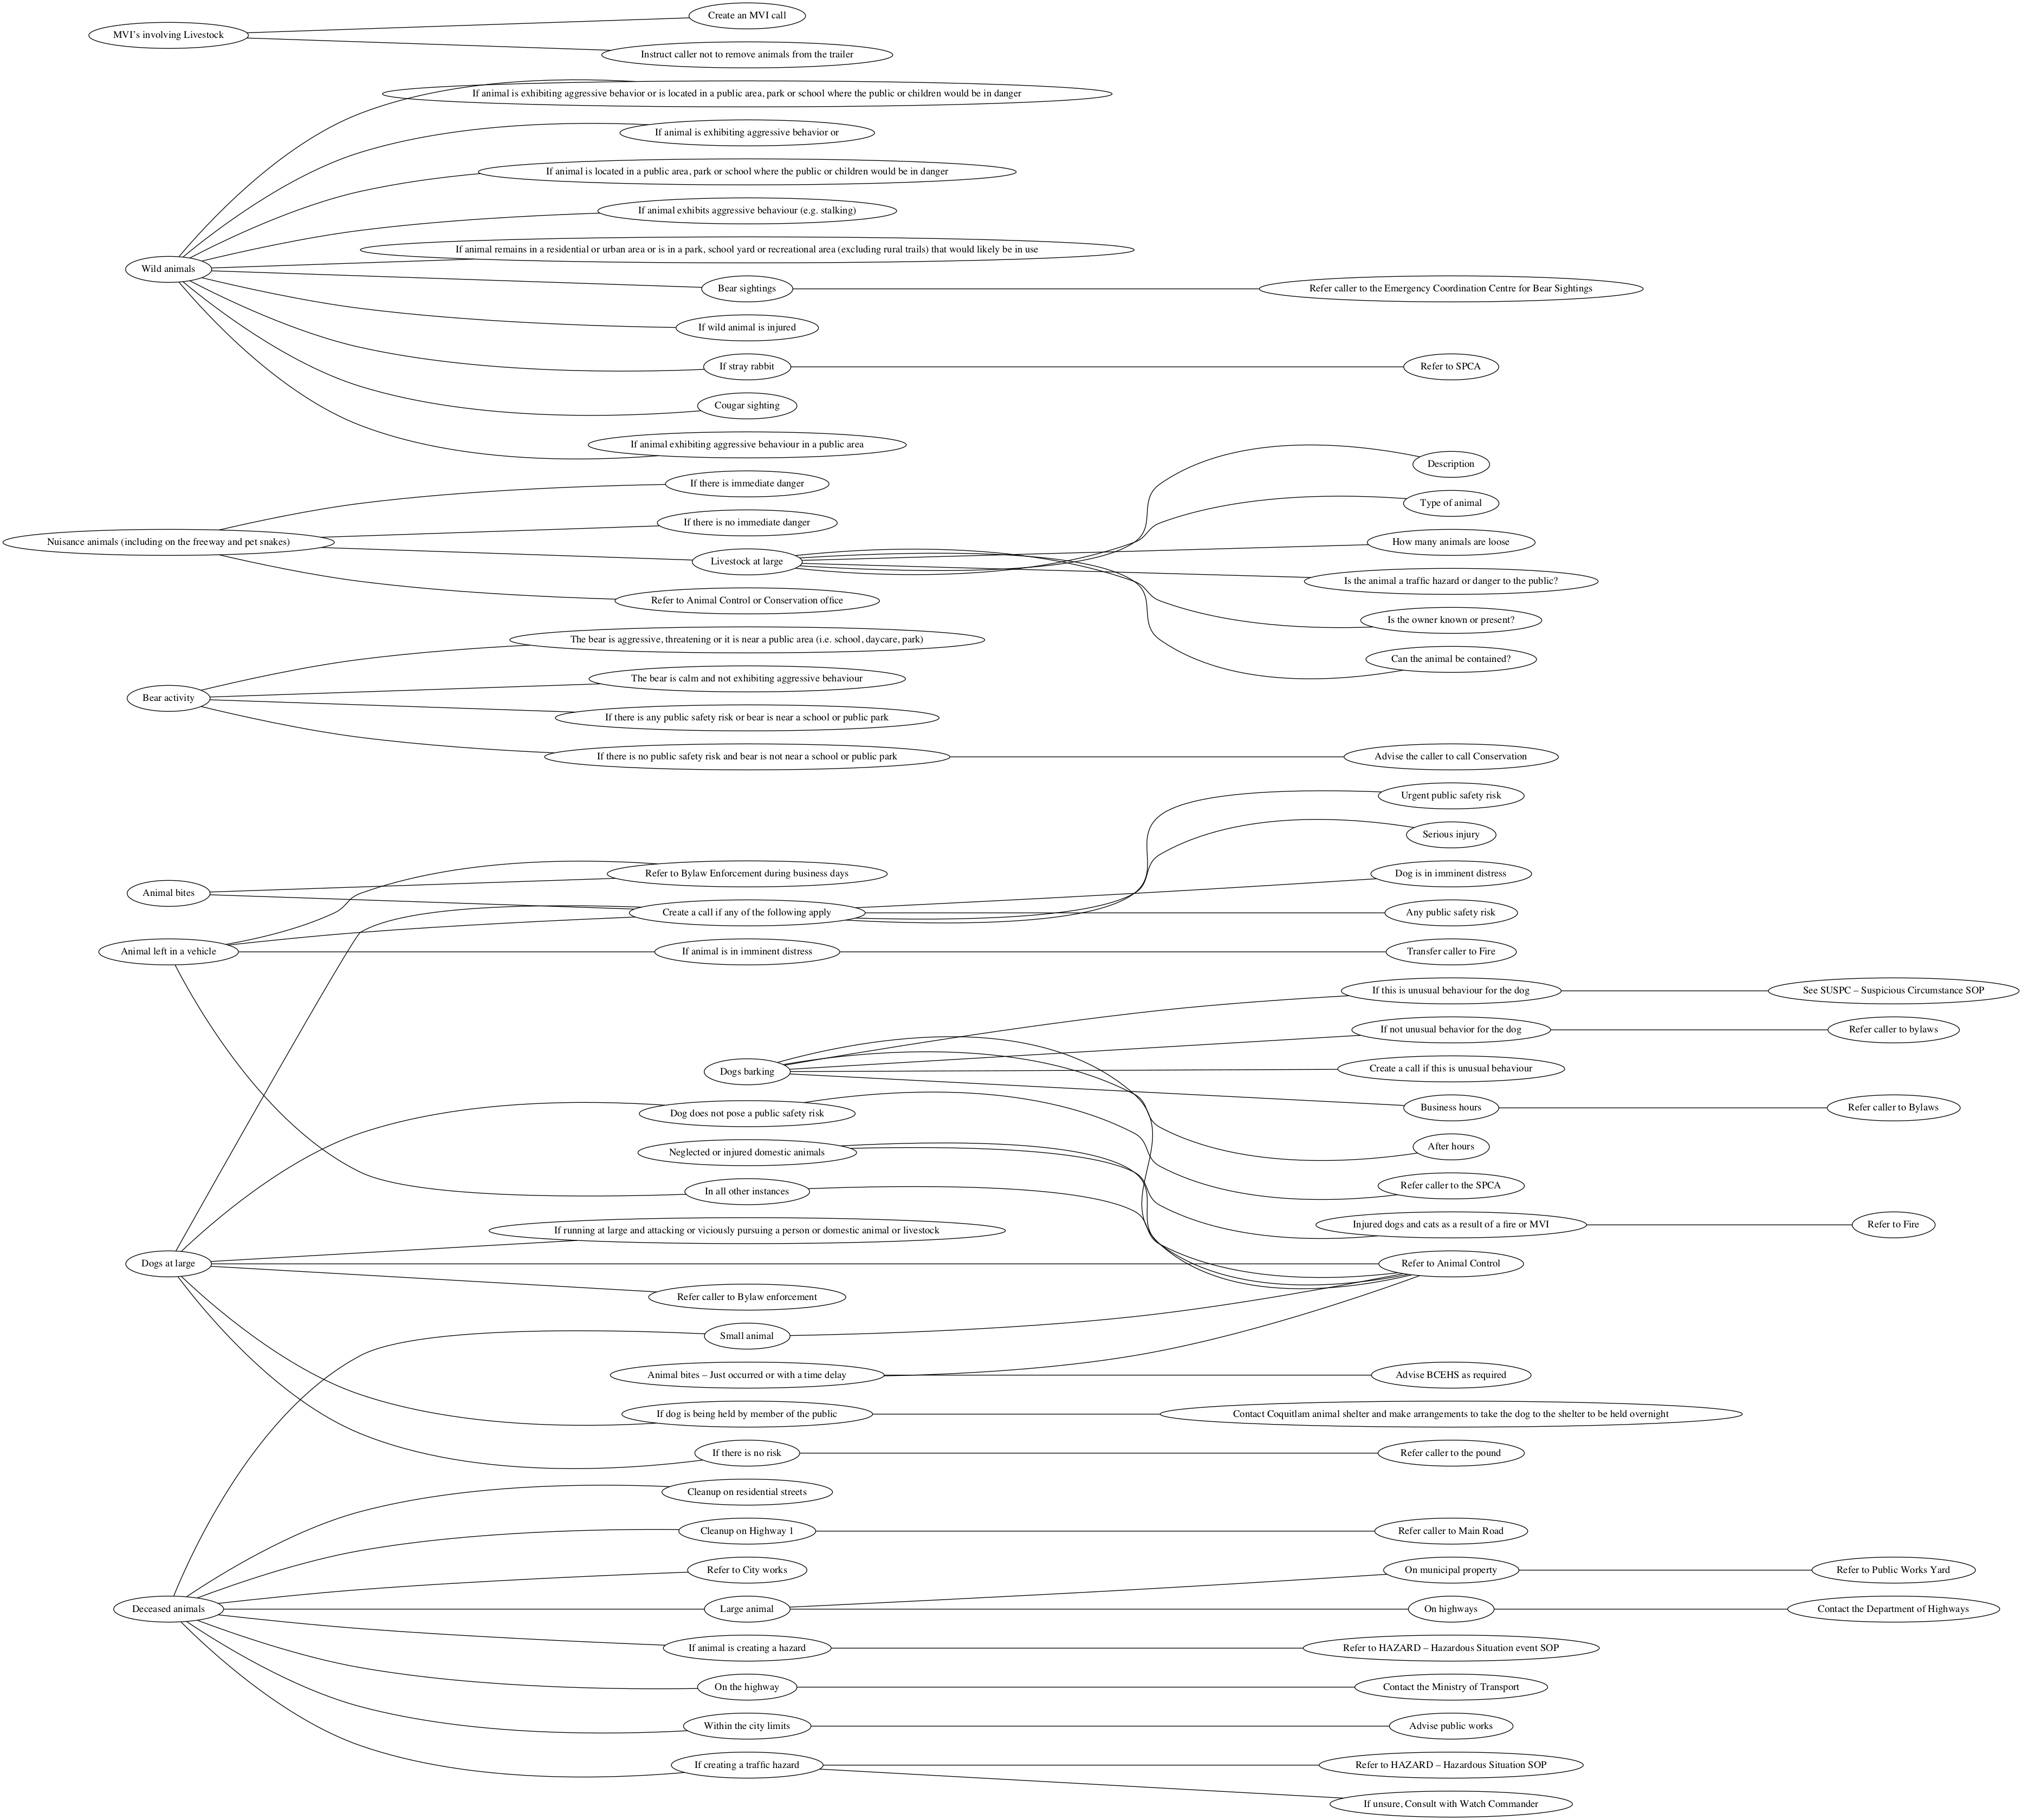 Create an MVI call
MVI's involving Livestock
Instruct caller not to remove animals from the trailer
If animal is exhibiting aggressive behavior or is located in a public area, park or school where the public or children would be in danger
If animal is exhibiting aggressive behavior or
If animal is located in a public area, park or school where the public or children would be in danger
If animal exhibits aggressive behaviour (e.g. stalking)
If animal remains in a residential or urban area or is in a park, school yard or recreational area (excluding rural trails) that would likely be in use
Wild animals
Bear sightings
Refer caller to the Emergency Coordination Centre for Bear Sightings
If wild animal is injured
If stray rabbit
Refer to SPCA
Cougar sighting
If animal exhibiting aggressive behaviour in a public area
Description
If there is immediate danger
Type of animal
If there is no immediate danger
Nuisance animals (including on the freeway and pet snakes)
How many animals are loose
Livestock at large
Is the animal a traffic hazard or danger to the public?
Refer to Animal Control or Conservation office
Is the owner known or present?
The bear is aggressive, threatening or it is near a public area (i.e. school, daycare, park)
Can the animal be contained?
The bear is calm and not exhibiting aggressive behaviour
Bear activity
If there is any public safety risk or bear is near a school or public park
If there is no public safety risk and bear is not near a school or public park
Advise the caller to call Conservation
Urgent public safety risk
Serious injury
Refer to Bylaw Enforcement during business days
Dog is in imminent distress
Animal bites
Create a call if any of the following apply
Any public safety risk
Animal left in a vehicle
If animal is in imminent distress
Transfer caller to Fire
If this is unusual behaviour for the dog
See SUSPC – Suspicious Circumstance SOP
If not unusual behavior for the dog
Refer caller to bylaws
Dogs barking
Create a call if this is unusual behaviour
Business hours
Refer caller to Bylaws
Dog does not pose a public safety risk
After hours
Neglected or injured domestic animals
Refer caller to the SPCA
In all other instances
Injured dogs and cats as a result of a fire or MVI
Refer to Fire
If running at large and attacking or viciously pursuing a person or domestic animal or livestock
Dogs at large
Refer to Animal Control
Refer caller to Bylaw enforcement
Small animal
Animal bites – Just occurred or with a time delay
Advise BCEHS as required
If dog is being held by member of the public
Contact Coquitlam animal shelter and make arrangements to take the dog to the shelter to be held overnight
If there is no risk
Refer caller to the pound
Cleanup on residential streets
Cleanup on Highway 1
Refer caller to Main Road
Refer to City works
On municipal property
Refer to Public Works Yard
Deceased animals
Large animal
On highways
Contact the Department of Highways
If animal is creating a hazard
Refer to HAZARD – Hazardous Situation event SOP
On the highway
Contact the Ministry of Transport
Within the city limits
Advise public works
If creating a traffic hazard
Refer to HAZARD – Hazardous Situation SOP
If unsure, Consult with Watch Commander